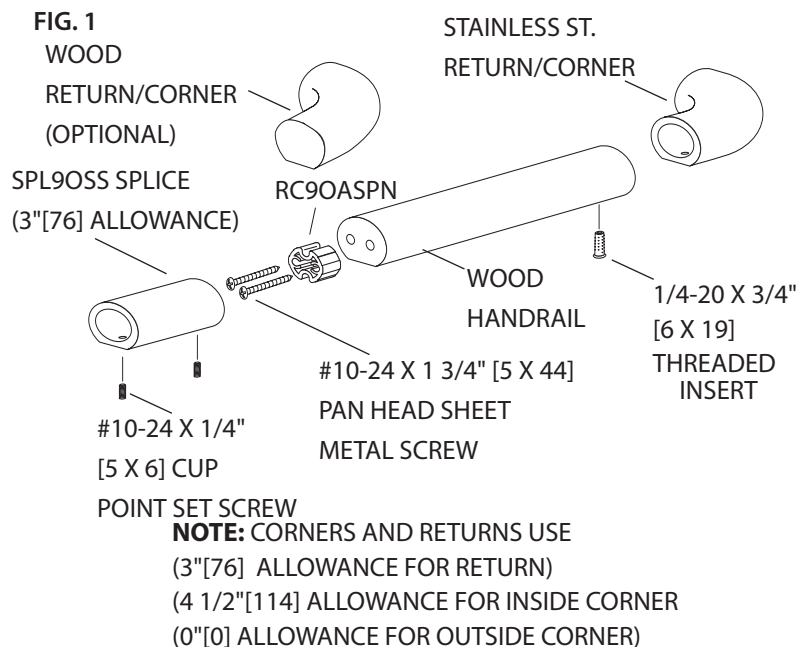 FIG. 1
WOOD
RETURN/CORNER
(OPTIONAL)
STAINLESS ST.
RETURN/CORNER
SPL9OSS SPLICE
(3"[76] ALLOWANCE)
RC9OASPN
WOOD
HANDRAIL
1/4-20 X 3/4"
[6 X 19]
THREADED
INSERT
#10-24 X 1 3/4" [5 X 44]
PAN HEAD SHEET
METAL SCREW
#10-24 X 1/4"
[5 X 6] CUP
POINT SET SCREW
NOTE: CORNERS AND RETURNS USE
(3"[76] ALLOWANCE FOR RETURN)
(4 1/2"[114] ALLOWANCE FOR INSIDE CORNER
(0"[0] ALLOWANCE FOR OUTSIDE CORNER)